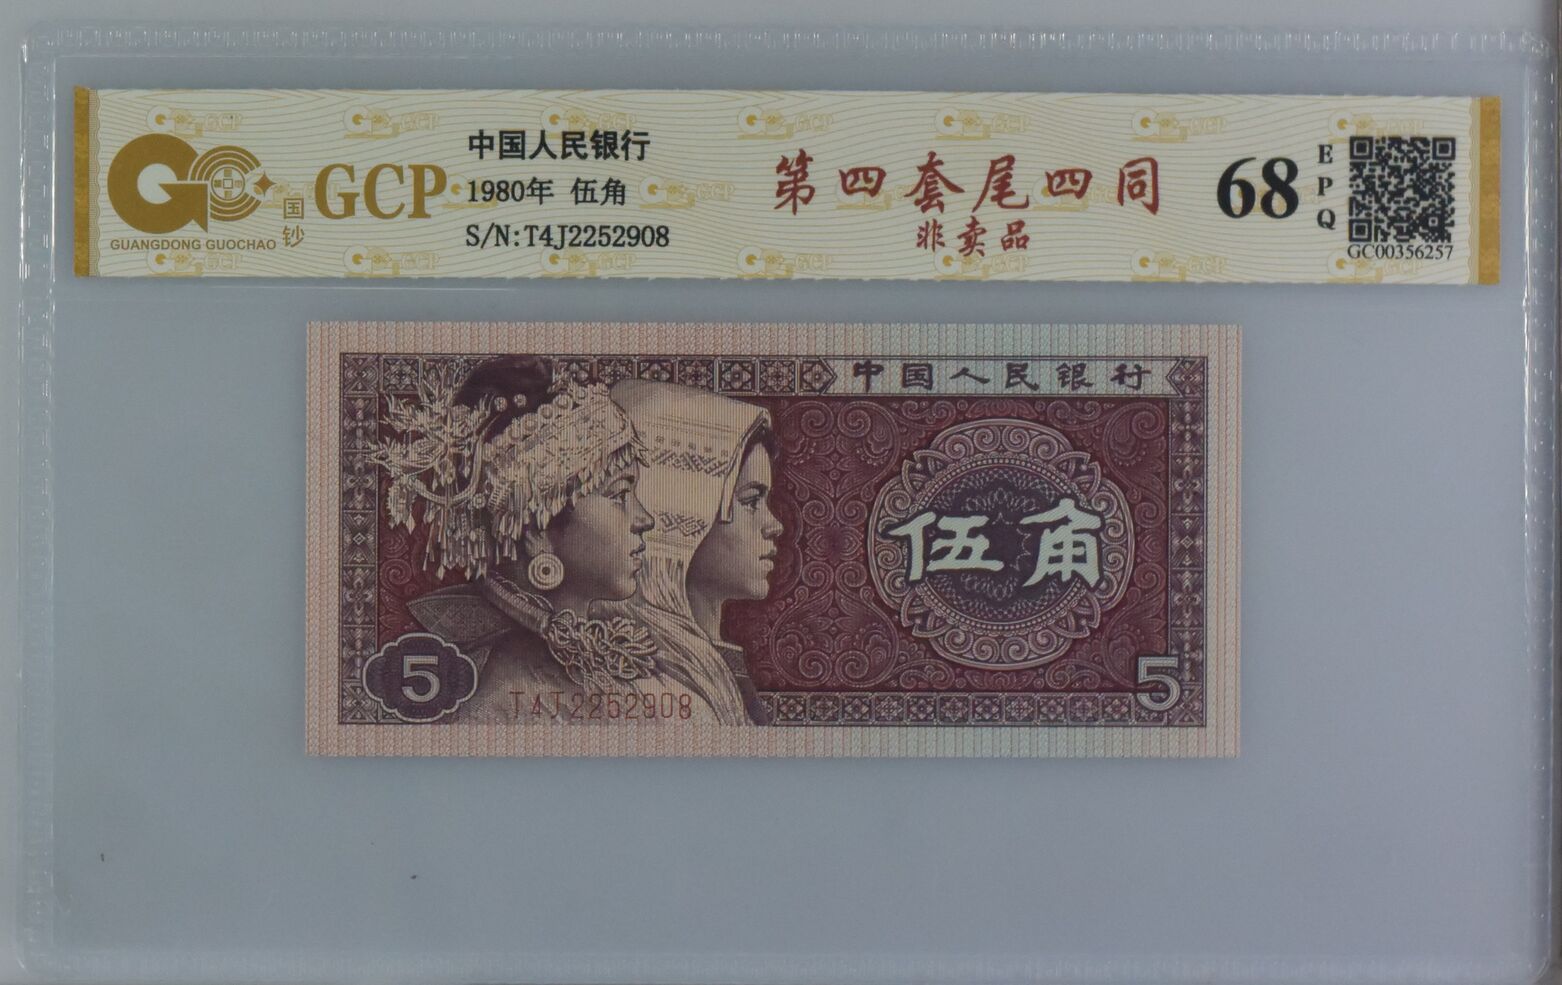 GCP
国钞
GUANGDONG GUOCHAO
中国人民银行
1980年 伍角
S/N:T4J2252908
第四套尾四同
非卖品
68
EPQ
GC00356257
中国人民银行
伍角
5
T4J2252908
5